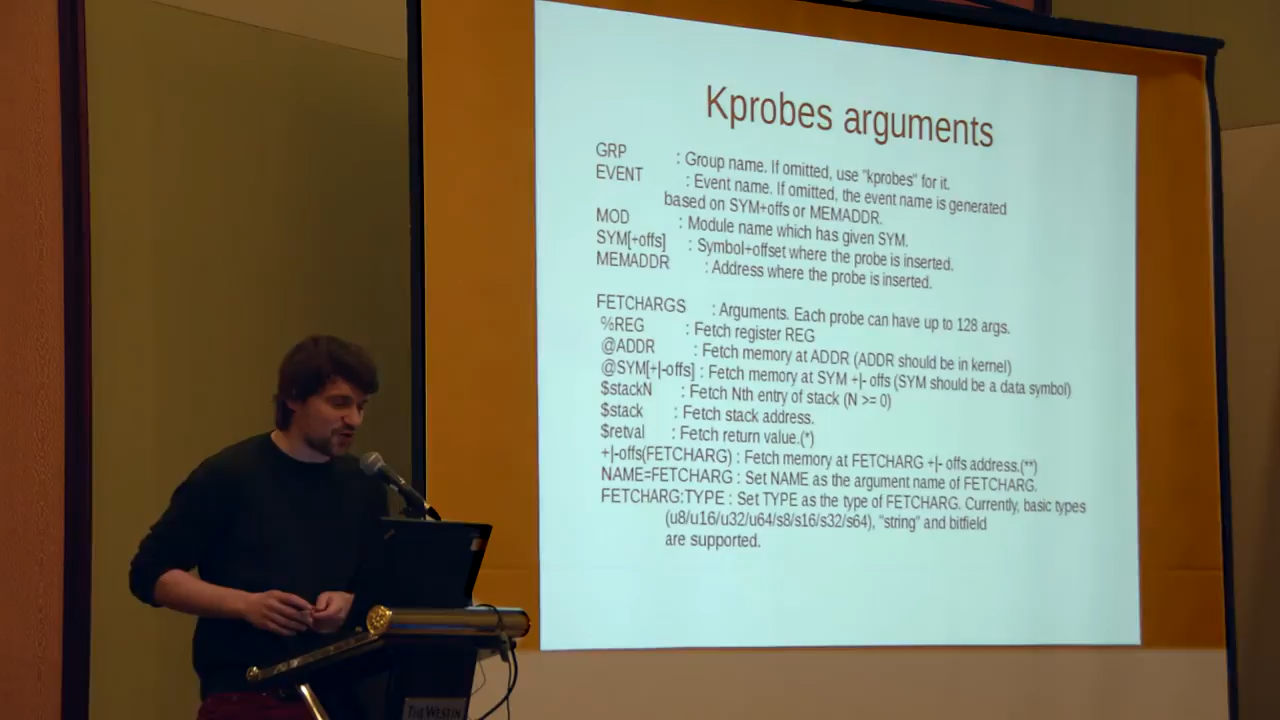 Kprobes arguments
GRP : Group name. If omitted, use "kprobes" for it.
EVENT : Event name. If omitted, the event name is generated
based on SYM+offs or MEMADDR.
MOD : Module name which has given SYM.
SYM[+offs] : Symbol+offset where the probe is inserted.
MEMADDR : Address where the probe is inserted.
FETCHARGS : Arguments. Each probe can have up to 128 args.
%REG : Fetch register REG
@ADDR : Fetch memory at ADDR (ADDR should be in kernel)
@SYM[+|-offs] : Fetch memory at SYM +|- offs (SYM should be a data symbol)
$stackN : Fetch Nth entry of stack (N >= 0)
$stack : Fetch stack address.
$retval : Fetch return value.(*)
+|-offs(FETCHARG) : Fetch memory at FETCHARG +|- offs address.(**)
NAME=FETCHARG : Set NAME as the argument name of FETCHARG.
FETCHARG:TYPE : Set TYPE as the type of FETCHARG. Currently, basic types
(u8/u16/u32/u64/s8/s16/s32/s64), "string" and bitfield
are supported.
THE WESTIN